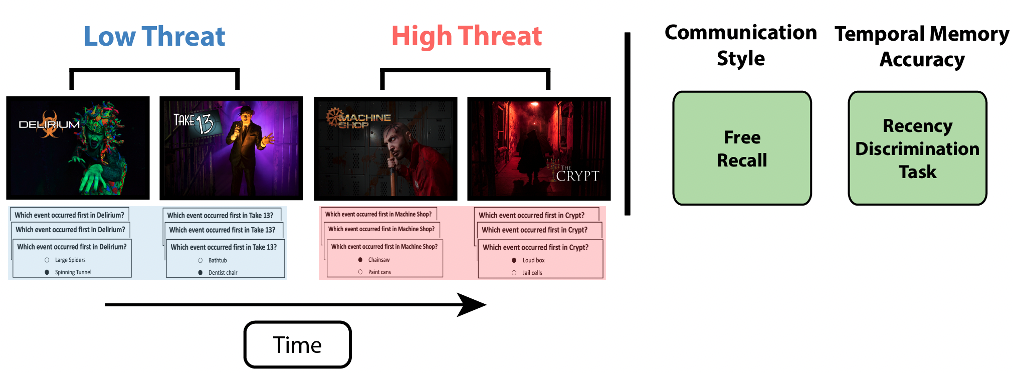 Low Threat
High Threat
Communication
Style
Temporal Memory
Accuracy
DELIRIUM
TAKE 13
MACHINE
SHOP
THE
CRYPT
Free
Recall
Recency
Discrimination
Task
Which event occurred first in Delirium?
Which event occurred first in Delirium?
Which event occurred first in Delirium?
Large Spiders
Spinning Tunnel
Which event occurred first in Take 13?
Which event occurred first in Take 13?
Which event occurred first in Take 13?
Bathtub
Dentist chair
Which event occurred first in Machine Shop?
Which event occurred first in Machine Shop?
Which event occurred first in Machine Shop?
Chainsaw
Paint cans
Which event occurred first in Crypt?
Which event occurred first in Crypt?
Which event occurred first in Crypt?
Loud box
Jail cells
Time